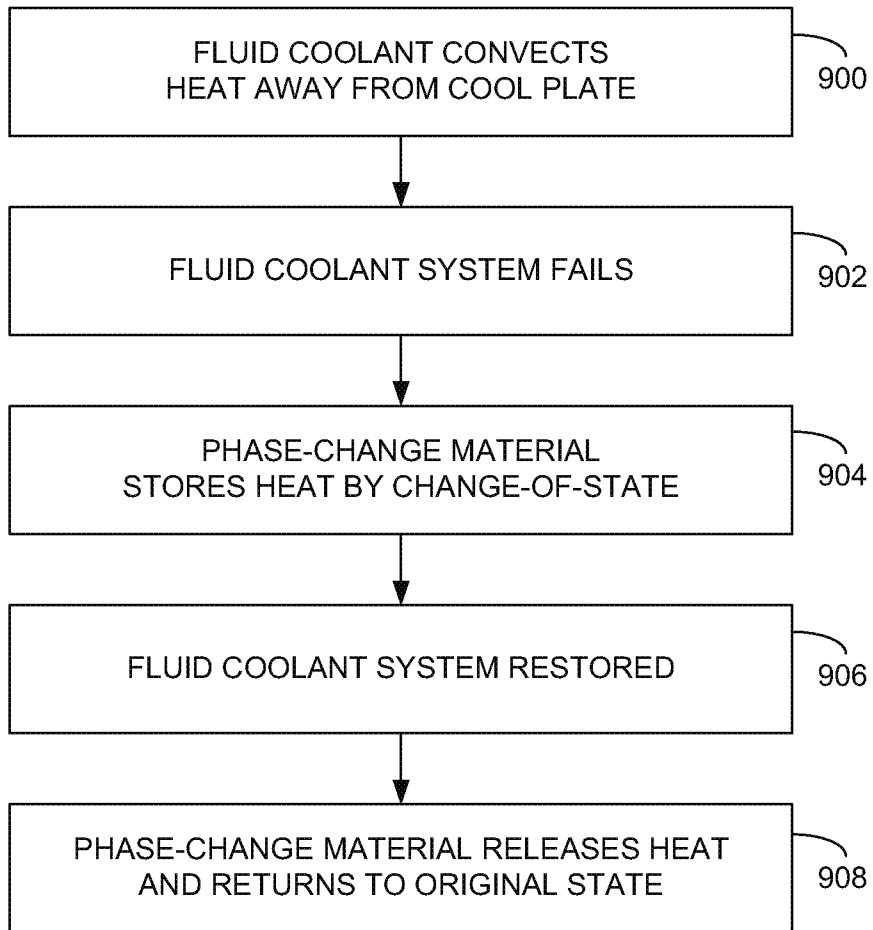 FLUID COOLANT CONVECTS
HEAT AWAY FROM COOL PLATE
900
FLUID COOLANT SYSTEM FAILS
902
PHASE-CHANGE MATERIAL
STORES HEAT BY CHANGE-OF-STATE
904
FLUID COOLANT SYSTEM RESTORED
906
PHASE-CHANGE MATERIAL RELEASES HEAT
AND RETURNS TO ORIGINAL STATE
908